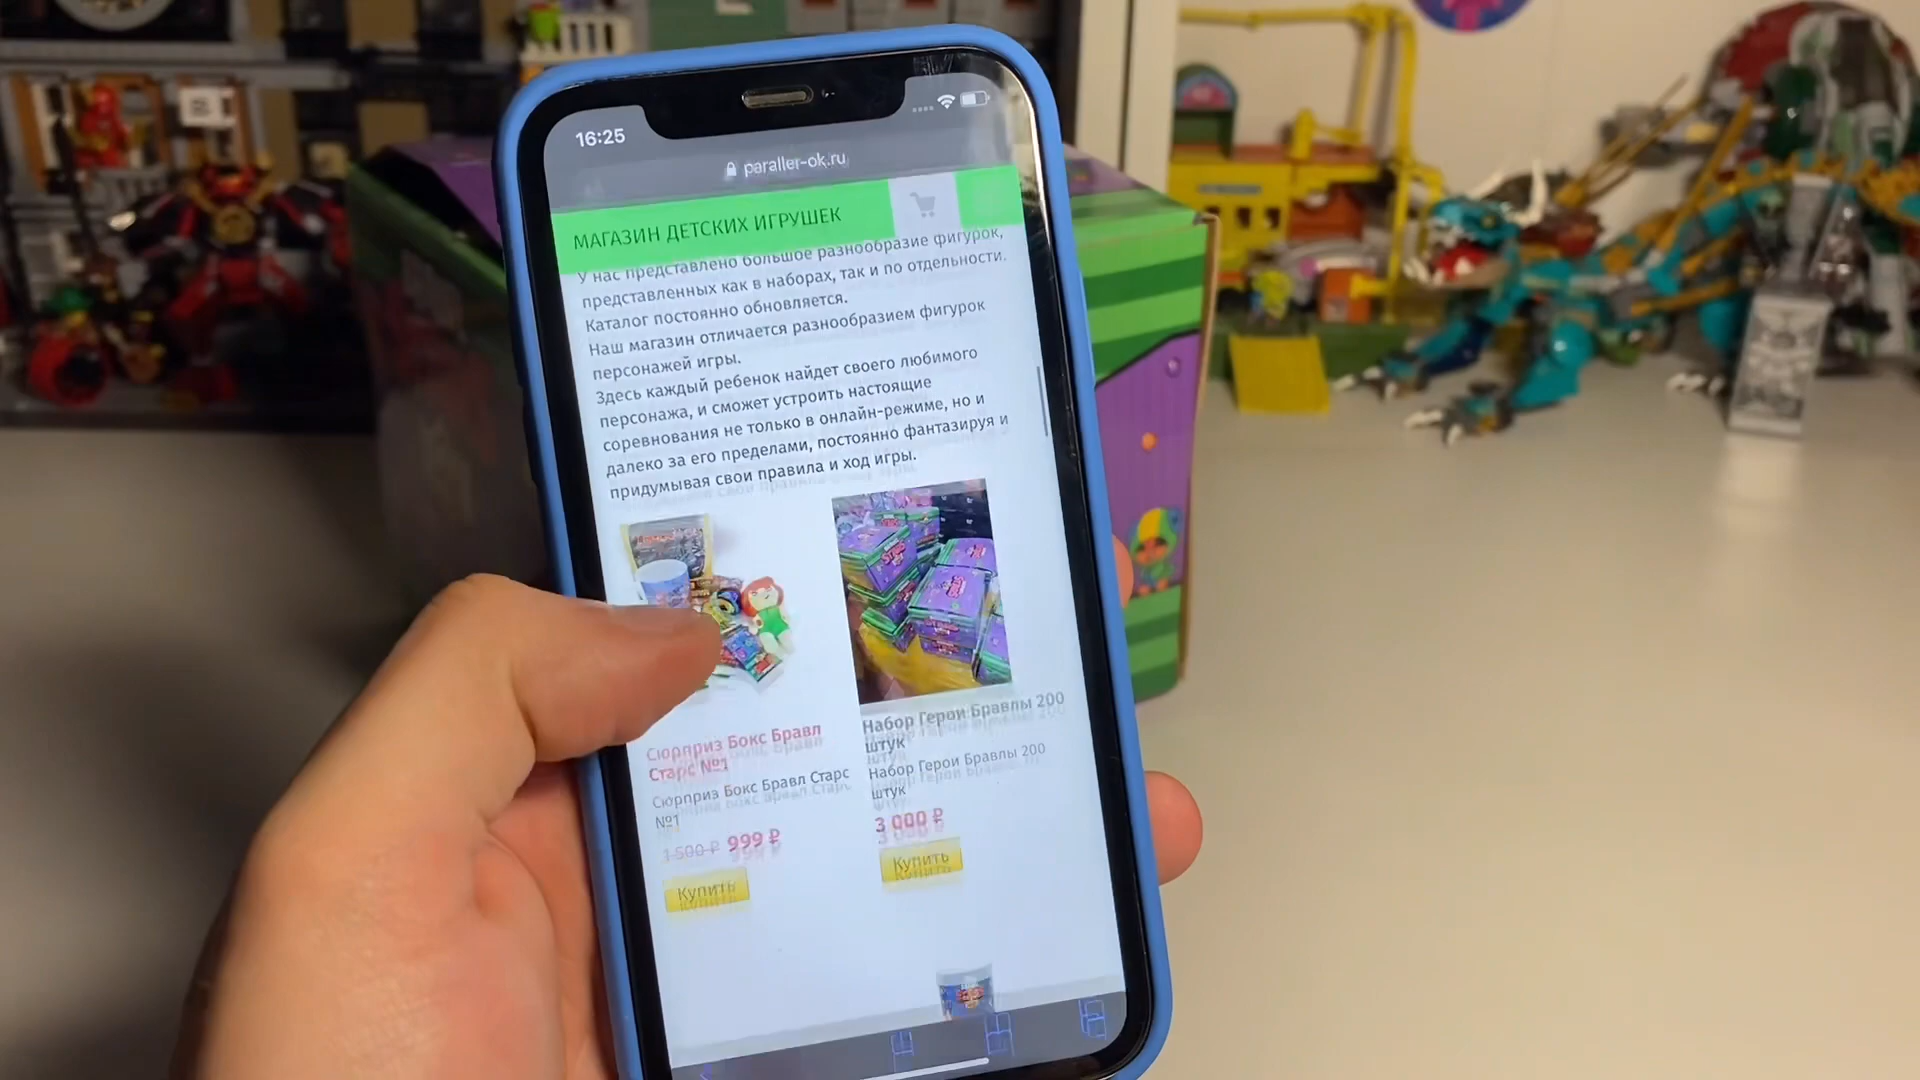 16:25
paraller-ok.ru
МАГАЗИН ДЕТСКИХ ИГРУШЕК
У нас представлено большое разнообразие фигурок,
представленных как в наборах, так и по отдельности.
Каталог постоянно обновляется.
Наш магазин отличается разнообразием фигурок
персонажей игры.
Здесь каждый ребенок найдет своего любимого
персонажа, и сможет устроить настоящие
соревнования не только в онлайн-режиме, но и
далеко за его пределами, постоянно фантазируя и
придумывая свои правила и ход игры.
Сюрприз Бокс Бравл
Старс №1
Сюрприз Бокс Бравл Старс
№1
1 500 ₽ 999 ₽
Купить
Набор Герои Бравлы 200
штук
Набор Герои Бравлы 200
штук
3 000 ₽
Купить